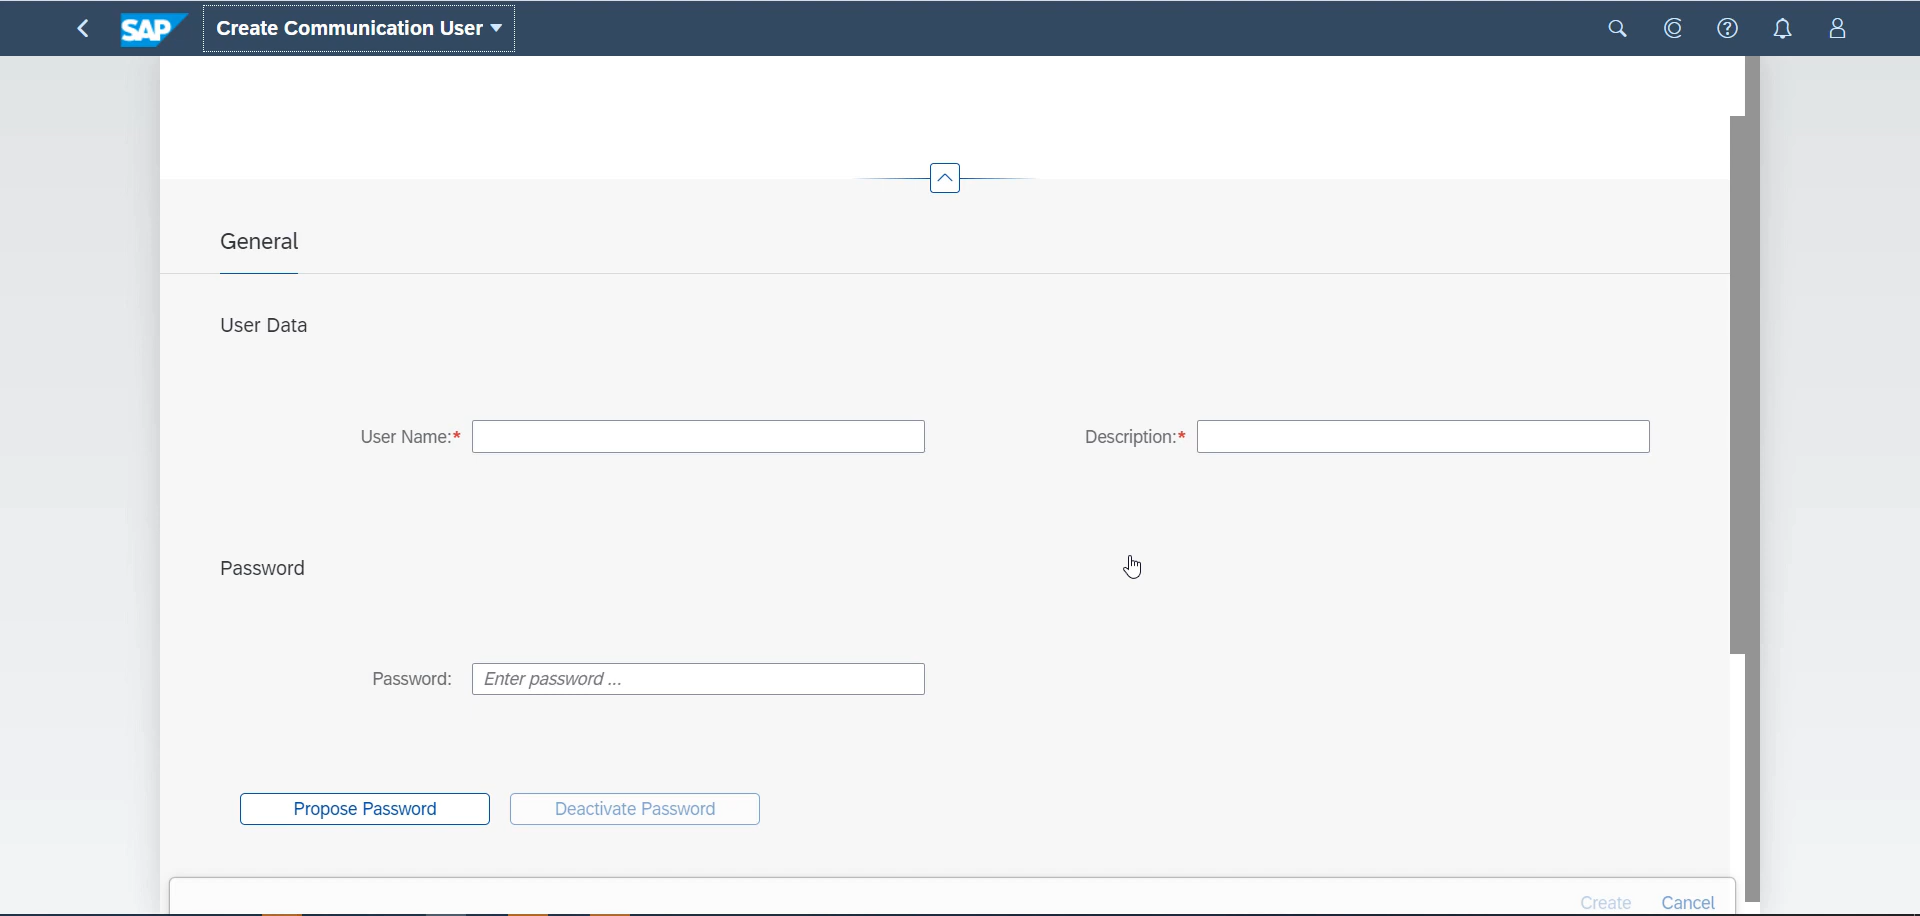 SAP Create Communication User
General
User Data
User Name:* Description:*
Password
Password: Enter password ...
Propose Password Deactivate Password
Create Cancel